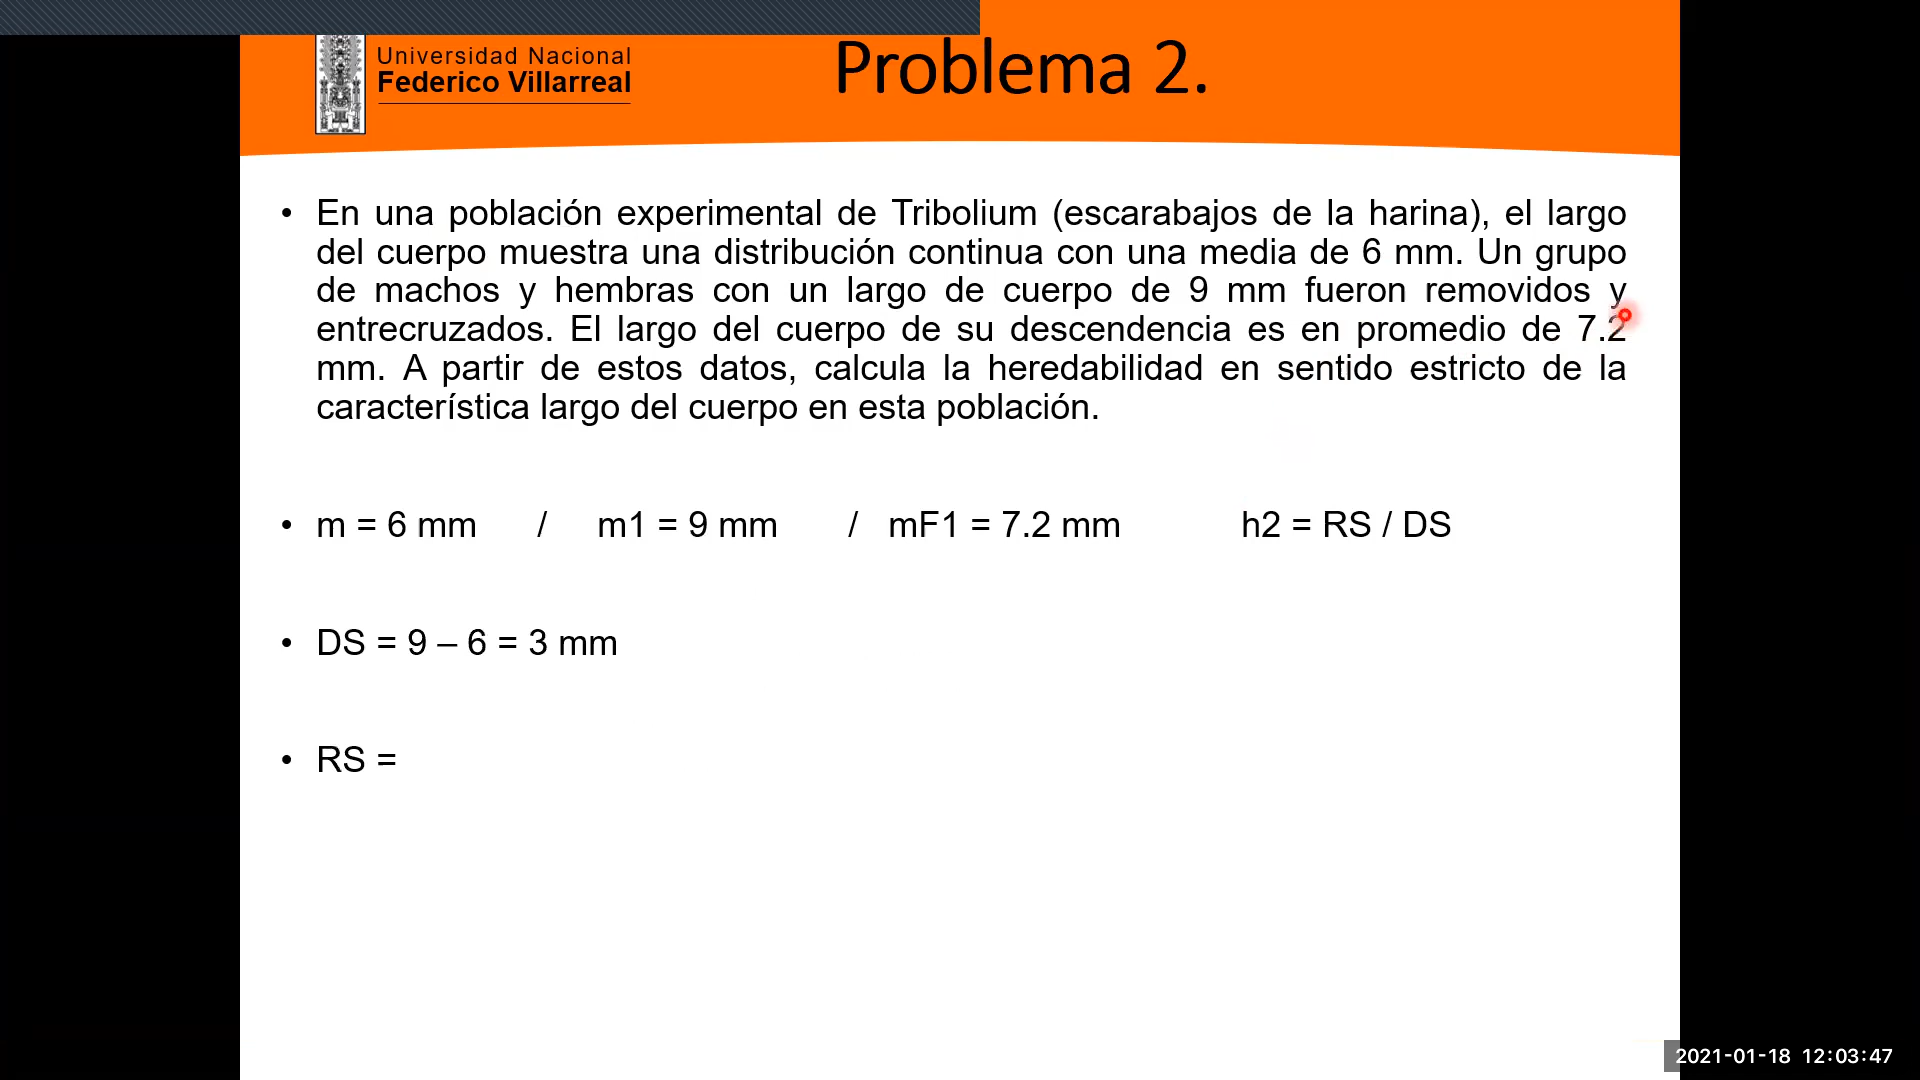 Universidad Nacional
Federico Villarreal
Problema 2.
• En una población experimental de Tribolium (escarabajos de la harina), el largo
del cuerpo muestra una distribución continua con una media de 6 mm. Un grupo
de machos y hembras con un largo de cuerpo de 9 mm fueron removidos y
entrecruzados. El largo del cuerpo de su descendencia es en promedio de 7.2
mm. A partir de estos datos, calcula la heredabilidad en sentido estricto de la
característica largo del cuerpo en esta población.
• m = 6 mm / m1 = 9 mm / mF1 = 7.2 mm h2 = RS / DS
• DS = 9 – 6 = 3 mm
• RS =
2021-01-18 12:03:47